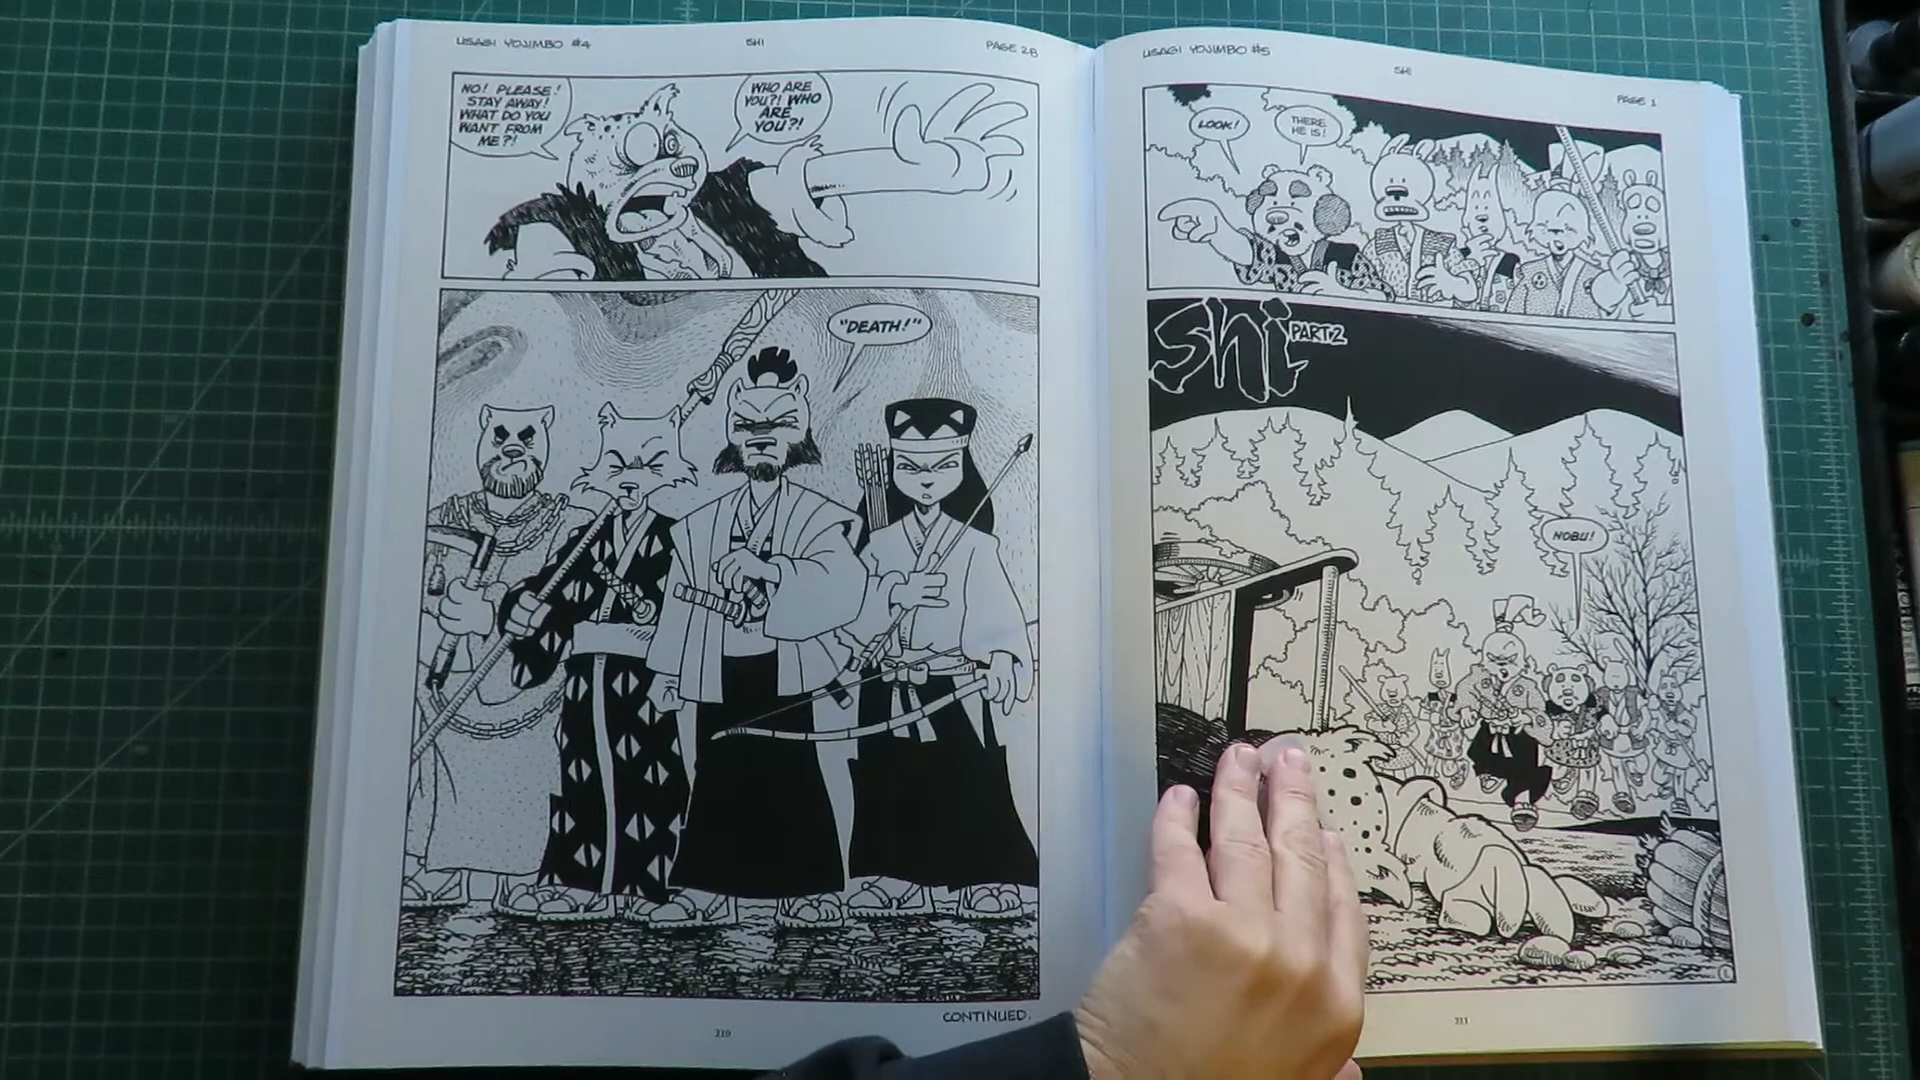 USAGI YOJIMBO #4
SHI
PAGE 28
NO! PLEASE!
STAY AWAY!
WHAT DO YOU
WANT FROM
ME?!
WHO ARE
YOU?! WHO
ARE
YOU?!
"DEATH!"
CONTINUED.
210
USAGI YOJIMBO #5
SHI
PAGE 1
LOOK!
THERE
HE IS!
Shi
PART 2
NOBU!
1
211